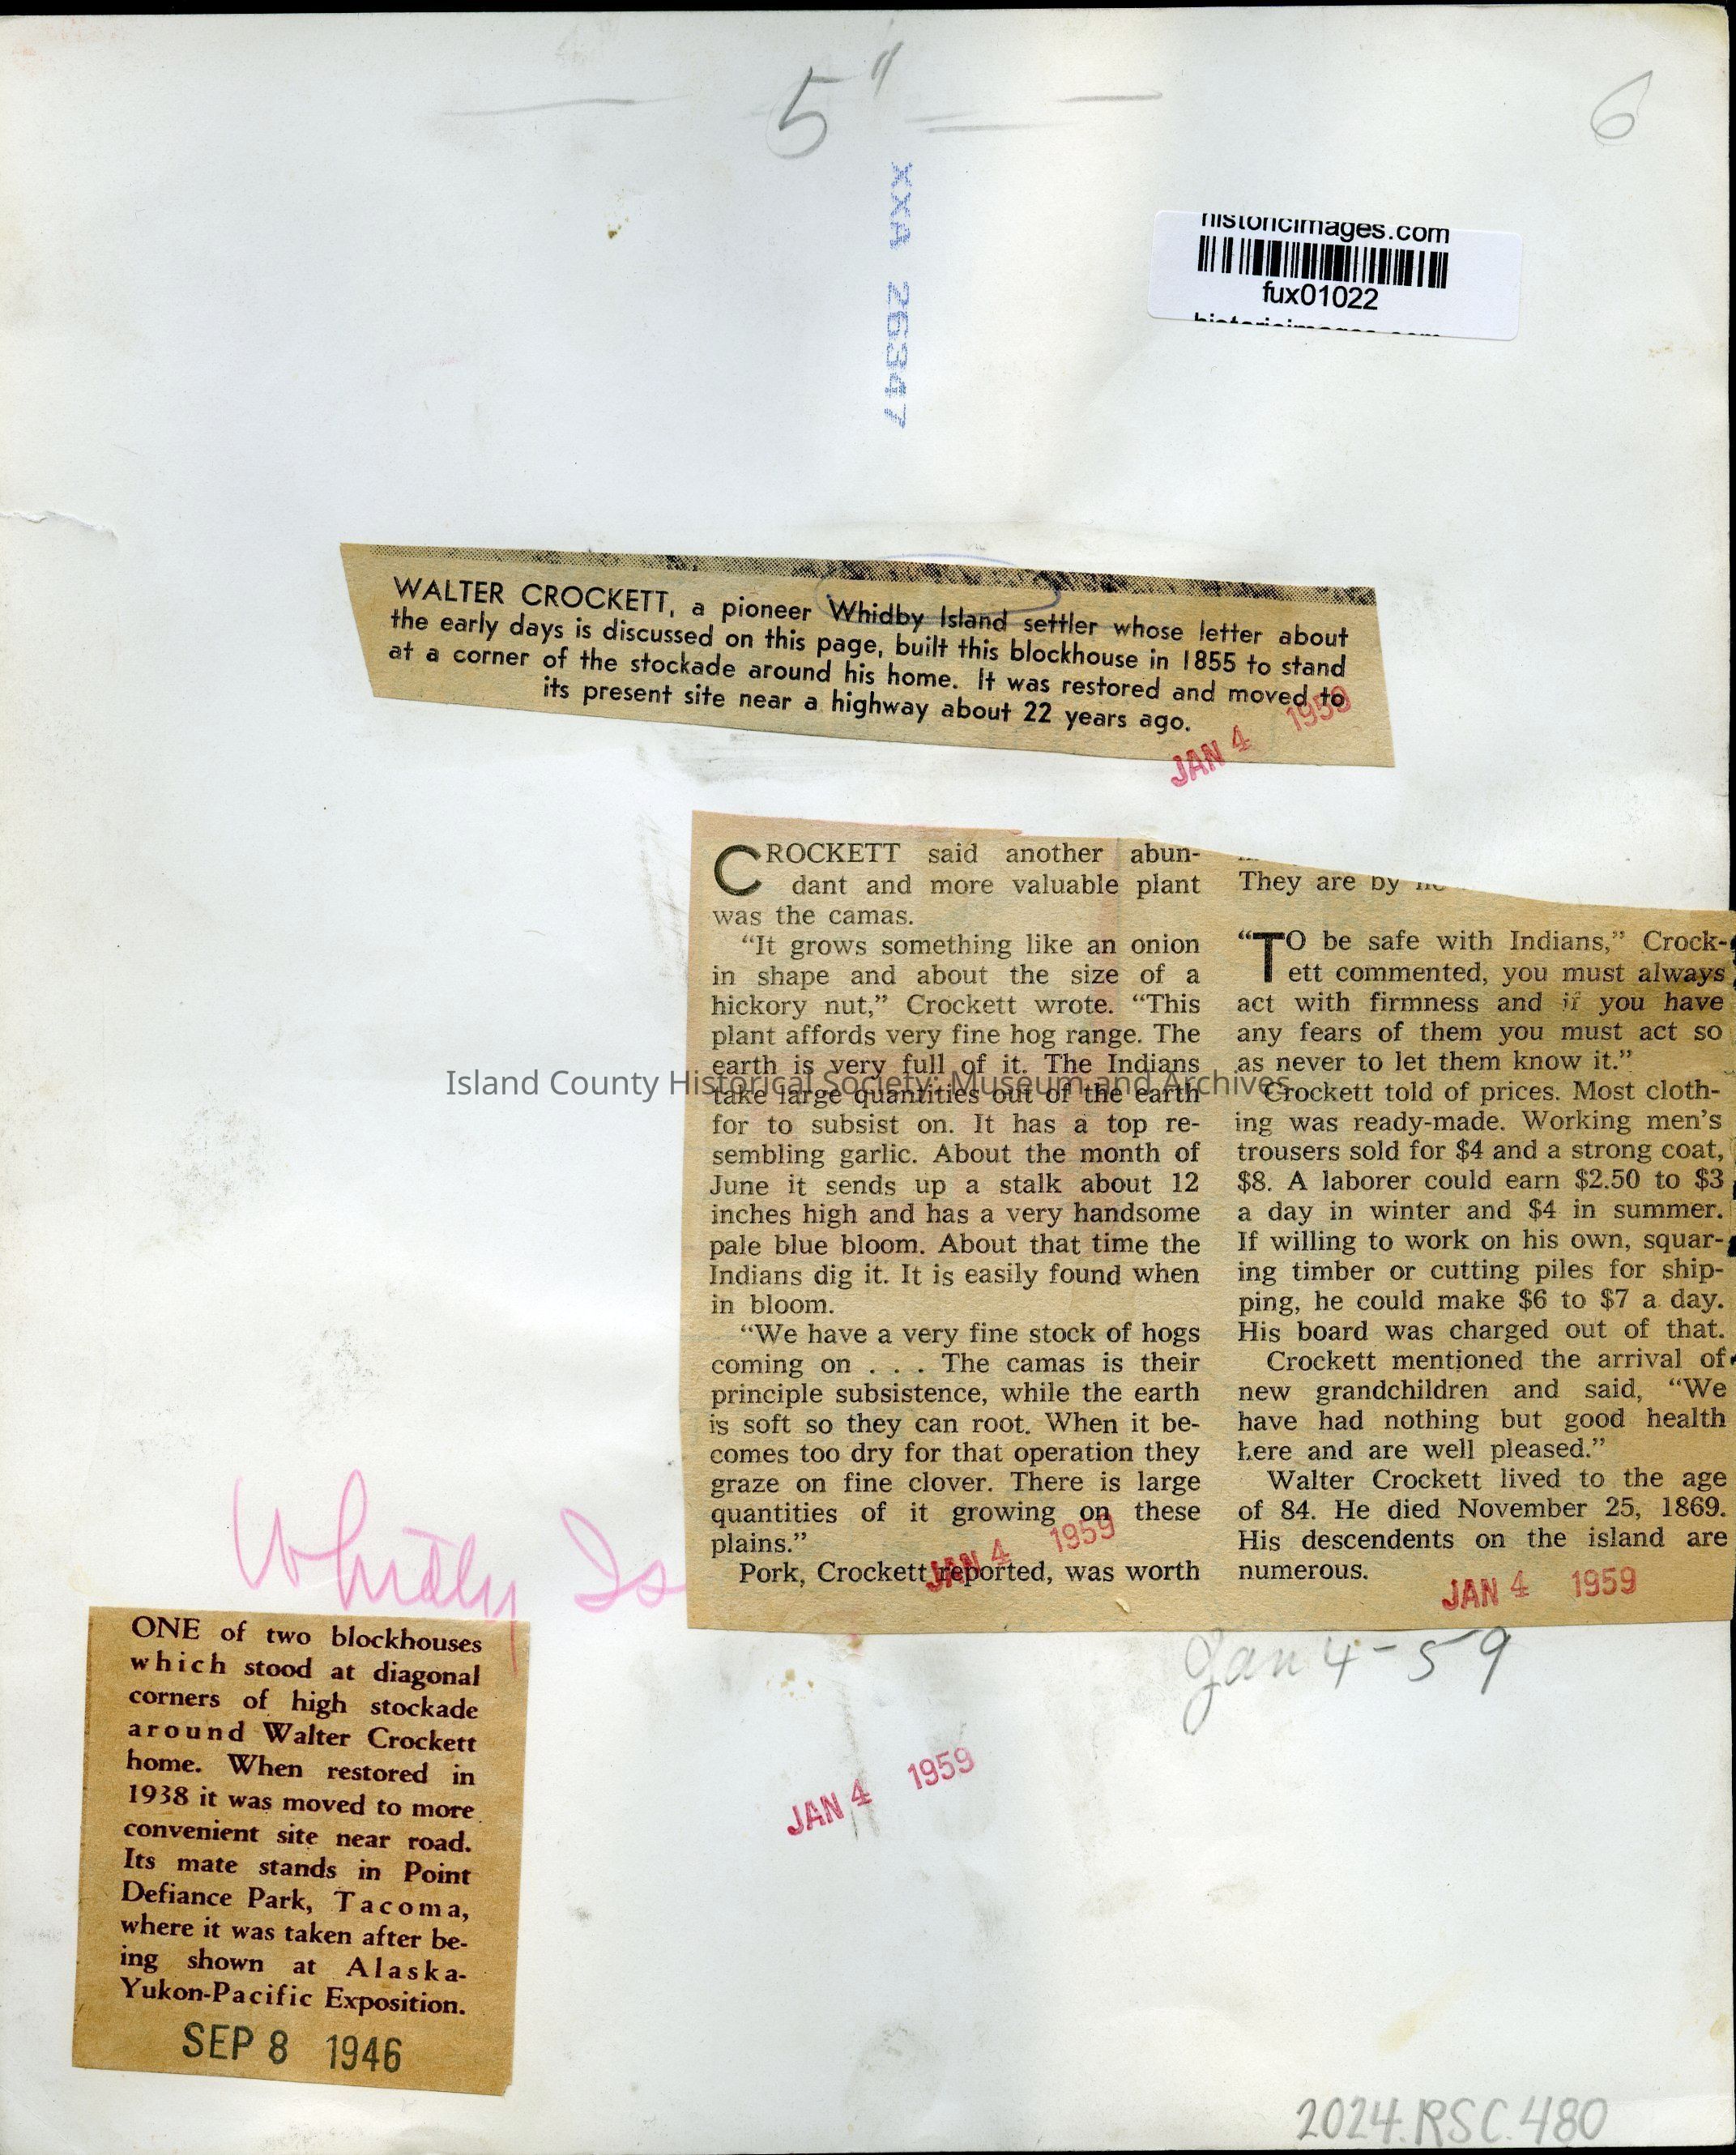 5"
6
XXA 26347
historicimages.com
fux01022
historicimages.com
WALTER CROCKETT, a pioneer Whidby Island settler whose letter about
the early days is discussed on this page, built this blockhouse in 1855 to stand
at a corner of the stockade around his home. It was restored and moved to
its present site near a highway about 22 years ago.
JAN 4 1959
CROCKETT said another abun-
dant and more valuable plant
was the camas.
"It grows something like an onion
in shape and about the size of a
hickory nut," Crockett wrote. "This
plant affords very fine hog range. The
earth is very full of it. The Indians
take large quantities out of the earth
for to subsist on. It has a top re-
sembling garlic. About the month of
June it sends up a stalk about 12
inches high and has a very handsome
pale blue bloom. About that time the
Indians dig it. It is easily found when
in bloom.
"We have a very fine stock of hogs
coming on . . . The camas is their
principle subsistence, while the earth
is soft so they can root. When it be-
comes too dry for that operation they
graze on fine clover. There is large
quantities of it growing on these
plains."
Pork, Crockett reported, was worth
JAN 4 1959
They are by
"TO be safe with Indians," Crock-
ett commented, you must always
act with firmness and if you have
any fears of them you must act so
as never to let them know it."
Crockett told of prices. Most cloth-
ing was ready-made. Working men's
trousers sold for $4 and a strong coat,
$8. A laborer could earn $2.50 to $3
a day in winter and $4 in summer.
If willing to work on his own, squar-
ing timber or cutting piles for ship-
ping, he could make $6 to $7 a day.
His board was charged out of that.
Crockett mentioned the arrival of
new grandchildren and said, "We
have had nothing but good health
here and are well pleased."
Walter Crockett lived to the age
of 84. He died November 25, 1869.
His descendents on the island are
numerous.
JAN 4 1959
Island County Historical Society: Museum and Archives
Whidby Is
Jan 4-59
JAN 4 1959
ONE of two blockhouses
which stood at diagonal
corners of high stockade
around Walter Crockett
home. When restored in
1938 it was moved to more
convenient site near road.
Its mate stands in Point
Defiance Park, Tacoma,
where it was taken after be-
ing shown at Alaska-
Yukon-Pacific Exposition.
SEP 8 1946
2024.RSC.480